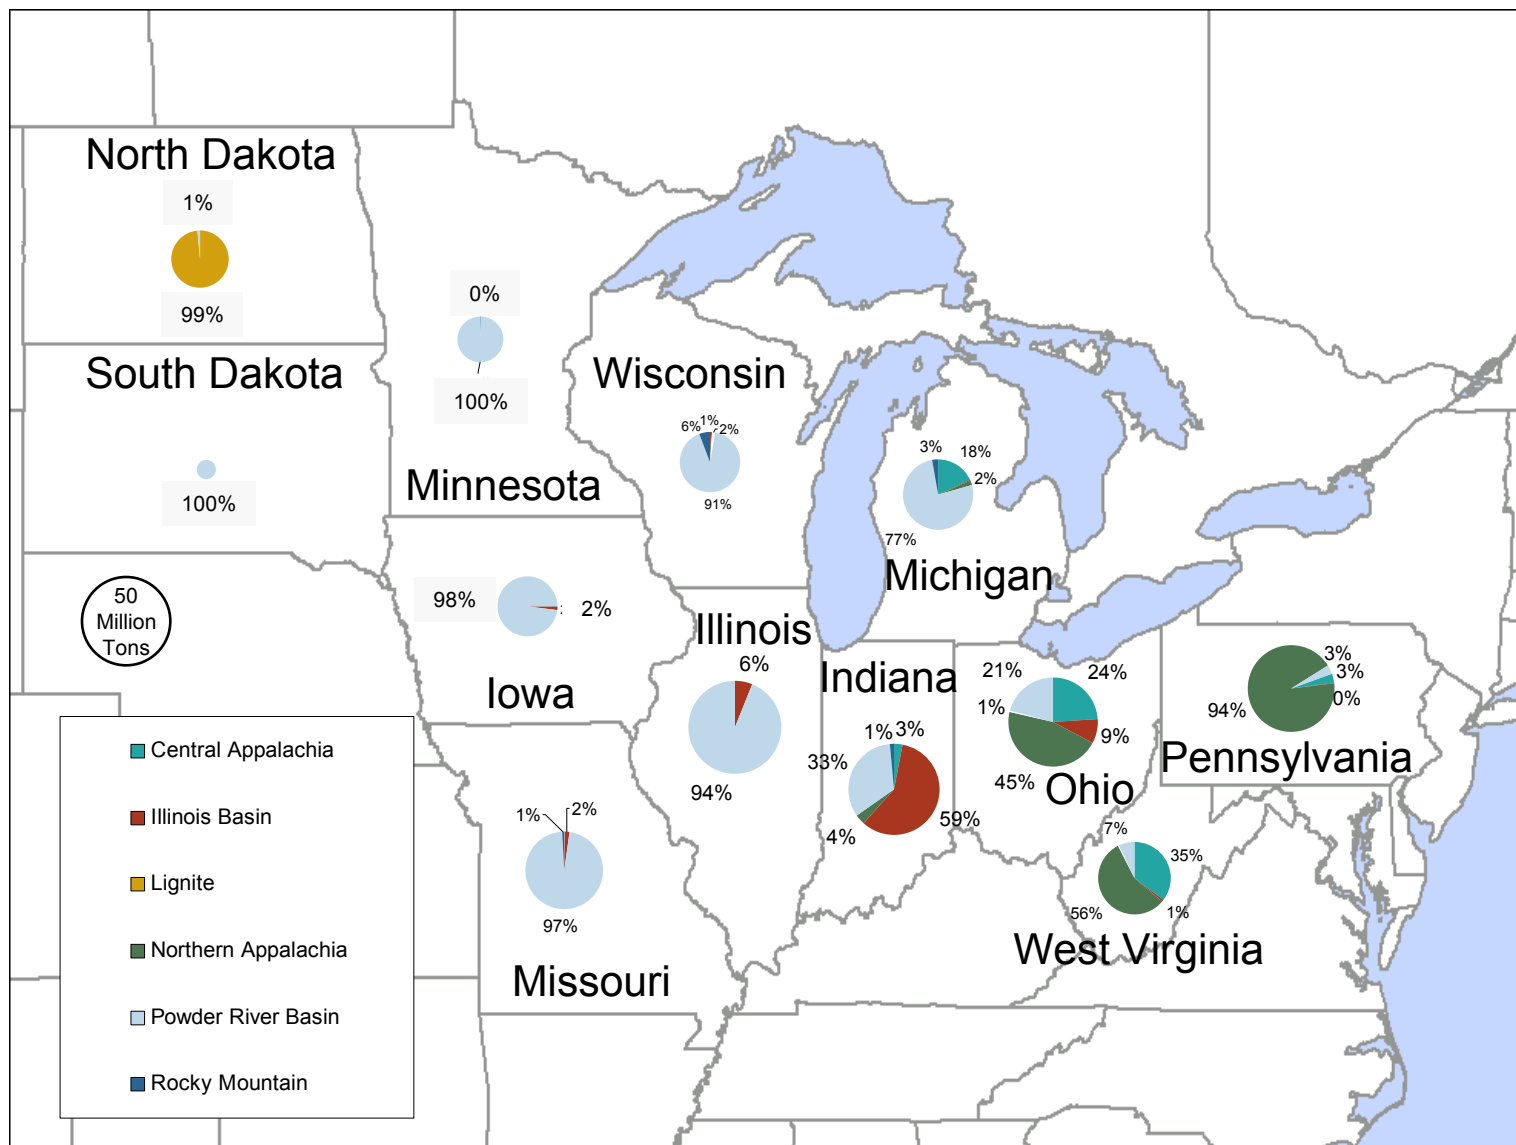 North Dakota
1%
99%
South Dakota
100%
0%
100%
Minnesota
Wisconsin
6%
1%
2%
91%
3%
18%
2%
77%
Michigan
50
Million
Tons
98%
2%
Iowa
Illinois
6%
94%
Indiana
1%
3%
33%
59%
4%
21%
24%
1%
9%
45%
Ohio
3%
3%
0%
94%
Pennsylvania
1%
2%
97%
Missouri
7%
35%
56%
1%
West Virginia
Central Appalachia
Illinois Basin
Lignite
Northern Appalachia
Powder River Basin
Rocky Mountain